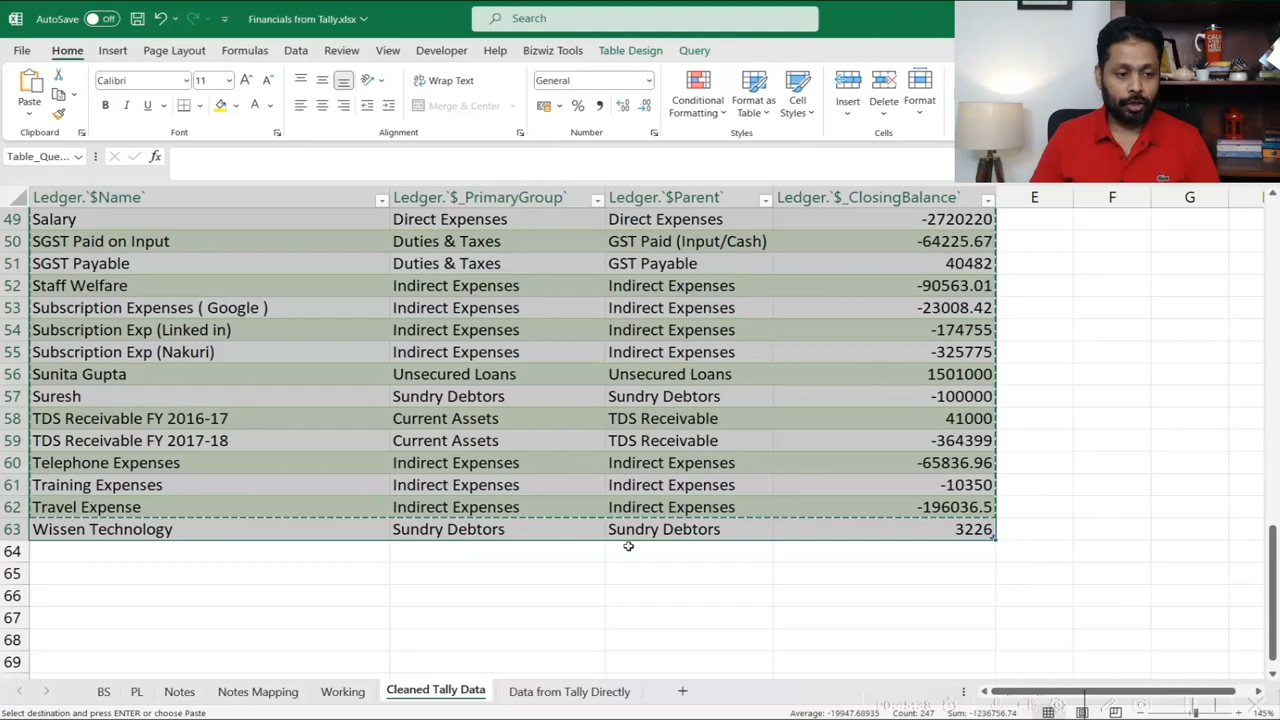 AutoSave Off Financials from Tally.xlsx Search
File Home Insert Draw Page Layout Formulas Data Review View Developer Help Bizwiz Tools Table Design Query
Calibri 11 Wrap Text General
Paste B I U Merge & Center Conditional Formatting Format as Table Cell Styles Insert Delete Format
Clipboard Font Alignment Number Styles Cells
Table_Que... fx
Ledger.`$Name` Ledger.`$_PrimaryGroup` Ledger.`$Parent` Ledger.`$_ClosingBalance` E F G
49 Salary Direct Expenses Direct Expenses -2720220
50 SGST Paid on Input Duties & Taxes GST Paid (Input/Cash) -64225.67
51 SGST Payable Duties & Taxes GST Payable 40482
52 Staff Welfare Indirect Expenses Indirect Expenses -90563.01
53 Subscription Expenses ( Google ) Indirect Expenses Indirect Expenses -23008.42
54 Subscription Exp (Linked in) Indirect Expenses Indirect Expenses -174755
55 Subscription Exp (Nakuri) Indirect Expenses Indirect Expenses -325775
56 Sunita Gupta Unsecured Loans Unsecured Loans 1501000
57 Suresh Sundry Debtors Sundry Debtors -100000
58 TDS Receivable FY 2016-17 Current Assets TDS Receivable 41000
59 TDS Receivable FY 2017-18 Current Assets TDS Receivable -364399
60 Telephone Expenses Indirect Expenses Indirect Expenses -65836.96
61 Training Expenses Indirect Expenses Indirect Expenses -10350
62 Travel Expense Indirect Expenses Indirect Expenses -196036.5
63 Wissen Technology Sundry Debtors Sundry Debtors 3226
64
65
66
67
68
69
BS PL Notes Notes Mapping Working Cleaned Tally Data Data from Tally Directly
Select destination and press ENTER or choose Paste Average: -19947.68935 Count: 247 Sum: -1236756.74 145%